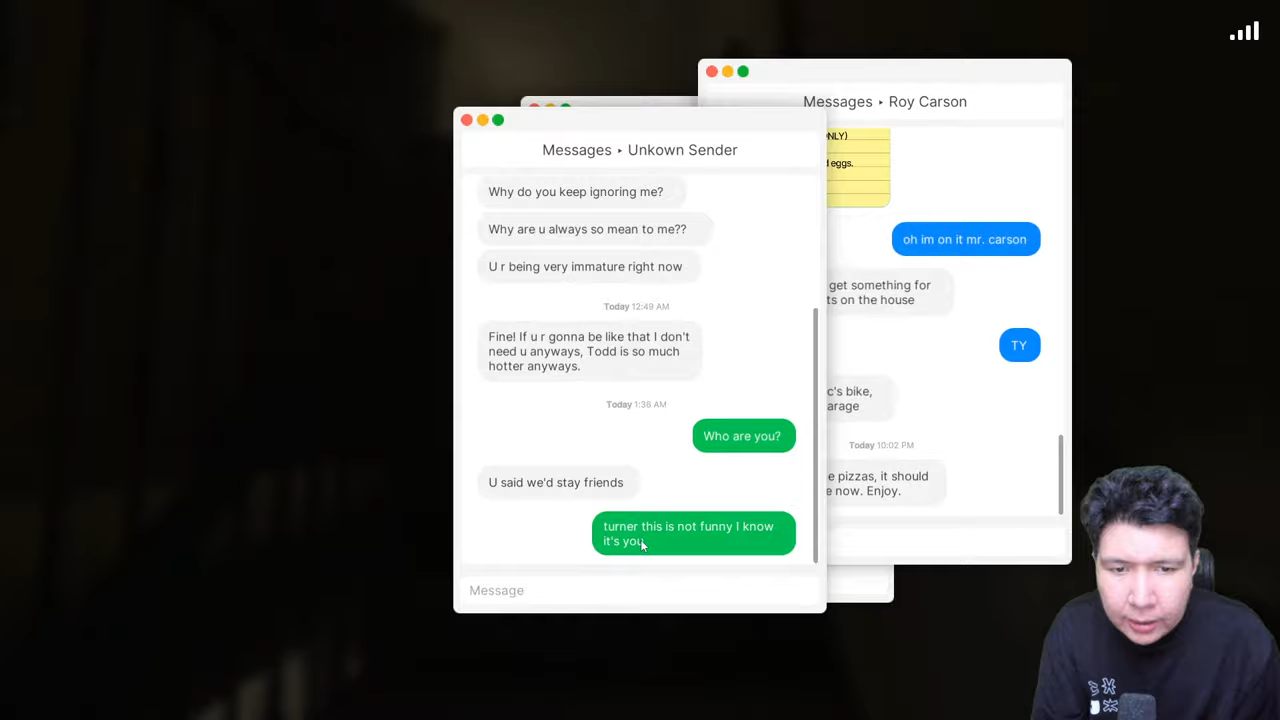 Messages ▸ Unkown Sender
Why do you keep ignoring me?
Why are u always so mean to me??
U r being very immature right now
Today 12:49 AM
Fine! If u r gonna be like that I don't
need u anyways, Todd is so much
hotter anyways.
Today 1:36 AM
Who are you?
U said we'd stay friends
turner this is not funny I know
it's you
Message
Messages ▸ Roy Carson
NLY)
eggs.
oh im on it mr. carson
get something for
ts on the house
TY
c's bike,
arage
Today 10:02 PM
e pizzas, it should
e now. Enjoy.